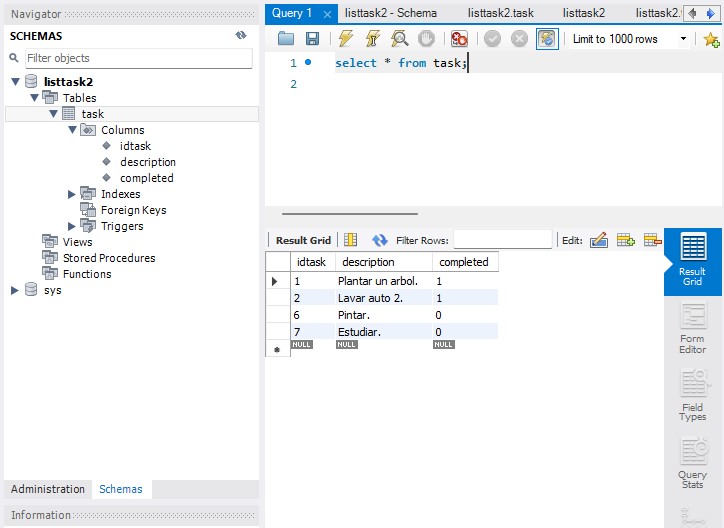 Navigator
SCHEMAS
Filter objects
listtask2
Tables
task
Columns
idtask
description
completed
Indexes
Foreign Keys
Triggers
Views
Stored Procedures
Functions
sys
Administration Schemas
Information
Query 1 listtask2 - Schema listtask2.task listtask2 listtask2.
Limit to 1000 rows
1 select * from task;
2
Result Grid Filter Rows: Edit:
idtask description completed
1 Plantar un arbol. 1
2 Lavar auto 2. 1
6 Pintar. 0
7 Estudiar. 0
NULL NULL NULL
Result
Grid
Form
Editor
Field
Types
Query
Stats